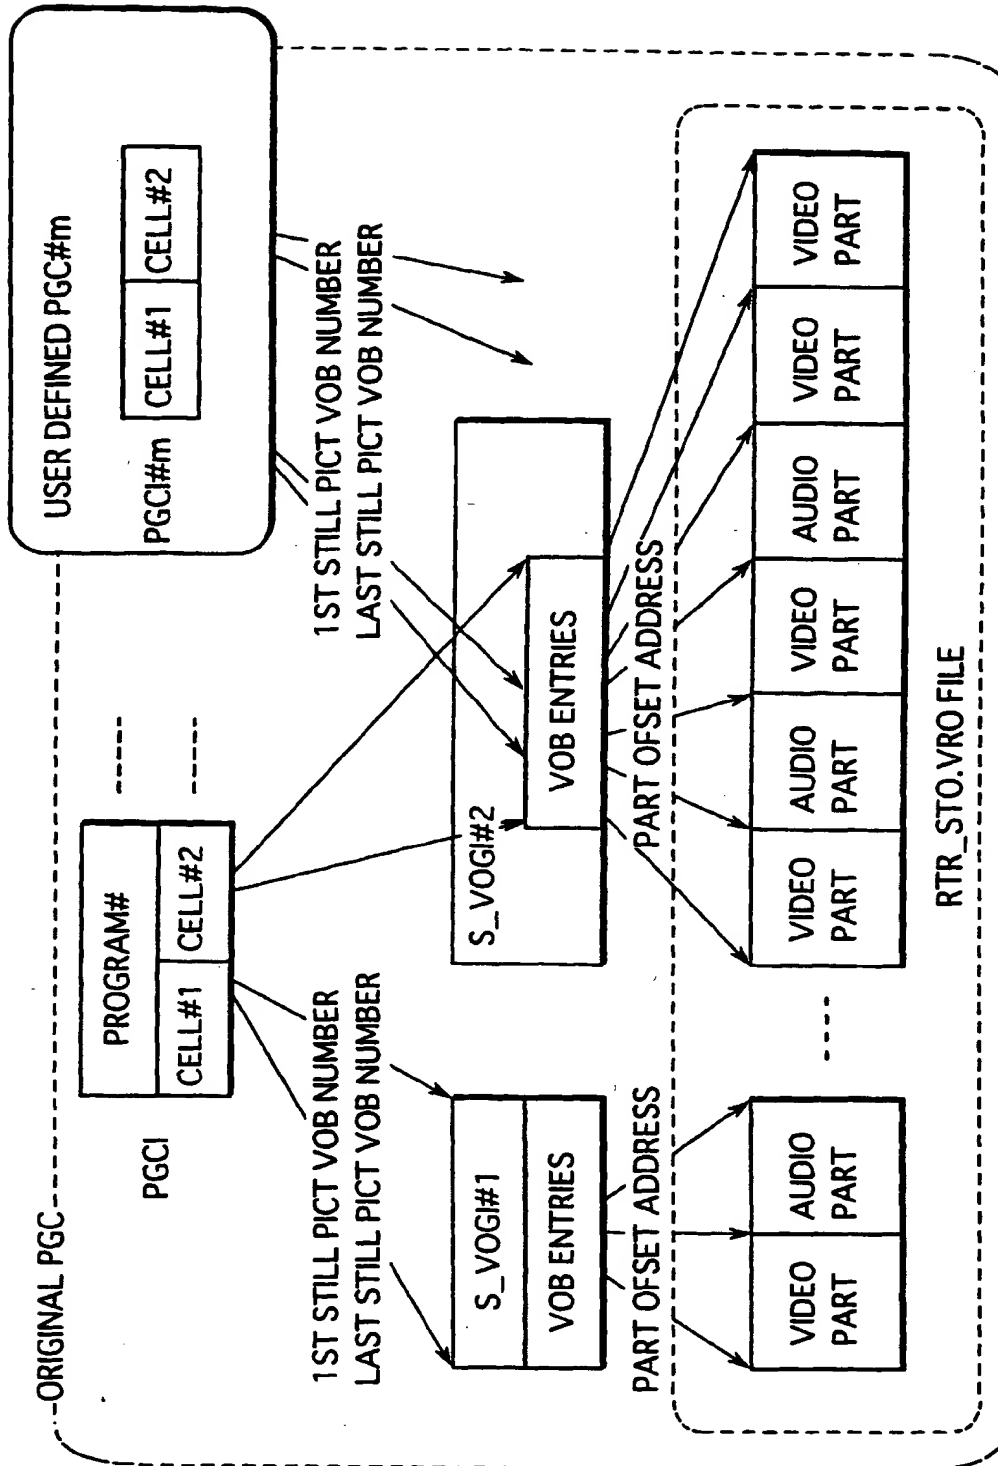 ORIGINAL PGC
USER DEFINED PGC#m
PGCI
PROGRAM#
CELL#1
CELL#2
PGCI#m
CELL#1
CELL#2
1ST STILL PICT VOB NUMBER
LAST STILL PICT VOB NUMBER
1ST STILL PICT VOB NUMBER
LAST STILL PICT VOB NUMBER
S_VOGI#1
VOB ENTRIES
S_VOGI#2
VOB ENTRIES
PART OFSET ADDRESS
PART OFSET ADDRESS
VIDEO
PART
AUDIO
PART
VIDEO
PART
AUDIO
PART
VIDEO
PART
AUDIO
PART
VIDEO
PART
VIDEO
PART
RTR_STO.VRO FILE